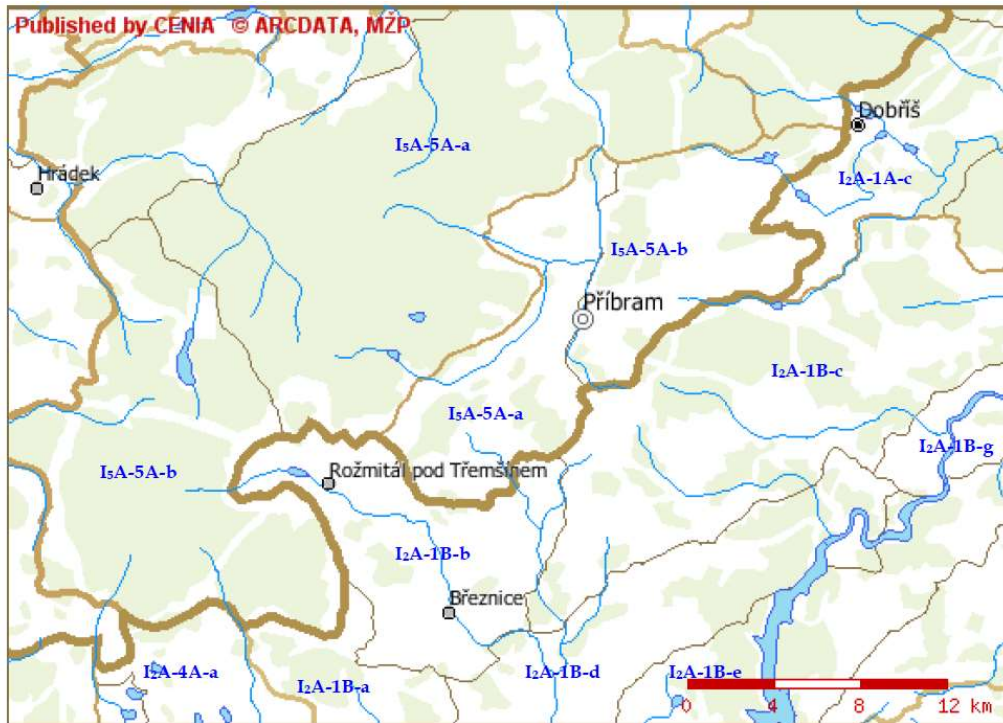 Published by CENIA © ARCDATA, MŽP
Dobříš
I₅A-5A-a
Hrádek
I₂A-1A-c
I₅A-5A-b
Příbram
I₂A-1B-c
I₅A-5A-a
I₂A-1B-g
I₅A-5A-b
Rožmitál pod Třemšínem
I₂A-1B-b
Březnice
I₂A-4A-a
I₂A-1B-a
I₂A-1B-d
I₂A-1B-e
0 4 8 12 km